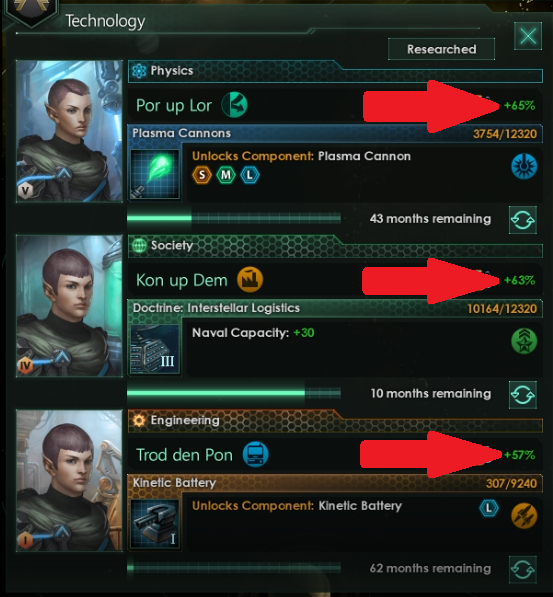 Technology
Researched
Physics
Por up Lor
+65%
Plasma Cannons 3754/12320
Unlocks Component: Plasma Cannon
S M L
V
43 months remaining
Society
Kon up Dem
+63%
Doctrine: Interstellar Logistics 10164/12320
Naval Capacity: +30
III
IV
10 months remaining
Engineering
Trod den Pon
+57%
Kinetic Battery 307/9240
Unlocks Component: Kinetic Battery L
I
I
62 months remaining